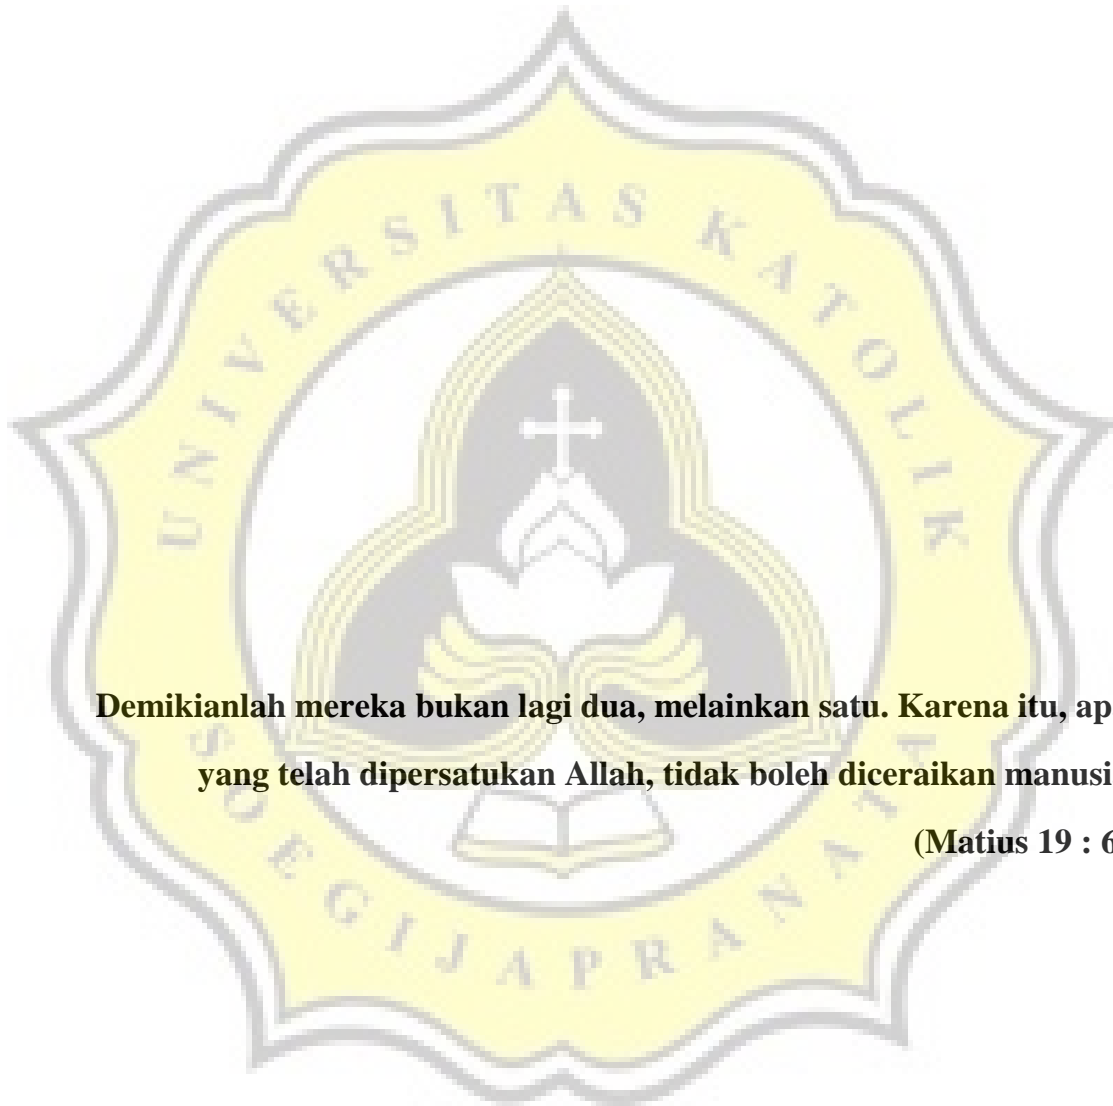 UNIVERSITAS KATOLIK
Demikianlah mereka bukan lagi dua, melainkan satu. Karena itu, ap
yang telah dipersatukan Allah, tidak boleh diceraikan manusi
(Matius 19 : 6
SOEGIJAPRANATA